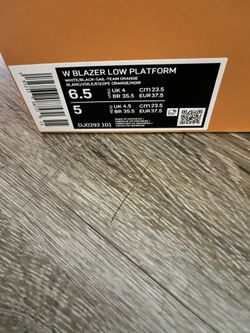 W BLAZER LOW PLATFORM
WHITE/BLACK-SAIL-TEAM ORANGE
BLANC/VOILE/EQUIPE ORANGE/NOIR
6.5 UK 4 CM 23.5
BR 35.5 EUR 37.5
5 UK 4.5 CM 23.5
BR 35.5 EUR 37.5
DJ0292 101